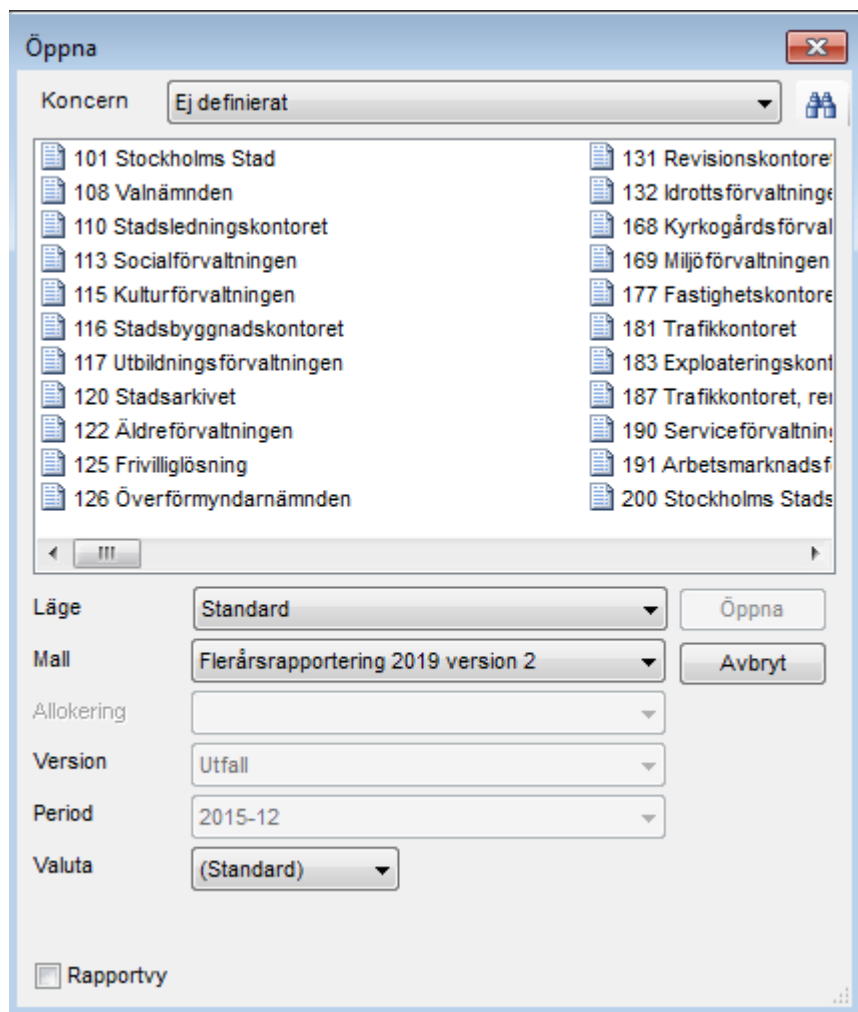 Öppna
Koncern Ej definierat
101 Stockholms Stad
108 Valnämnden
110 Stadsledningskontoret
113 Socialförvaltningen
115 Kulturförvaltningen
116 Stadsbyggnadskontoret
117 Utbildningsförvaltningen
120 Stadsarkivet
122 Äldreförvaltningen
125 Frivilliglösning
126 Överförmyndarnämnden
131 Revisionskontoret
132 Idrottsförvaltninge
168 Kyrkogårdsförval
169 Miljöförvaltningen
177 Fastighetskontore
181 Trafikkontoret
183 Exploateringskont
187 Trafikkontoret, ren
190 Serviceförvaltning
191 Arbetsmarknadsf
200 Stockholms Stads
Läge Standard Öppna
Mall Flerårsrapportering 2019 version 2 Avbryt
Allokering
Version Utfall
Period 2015-12
Valuta (Standard)
Rapportvy